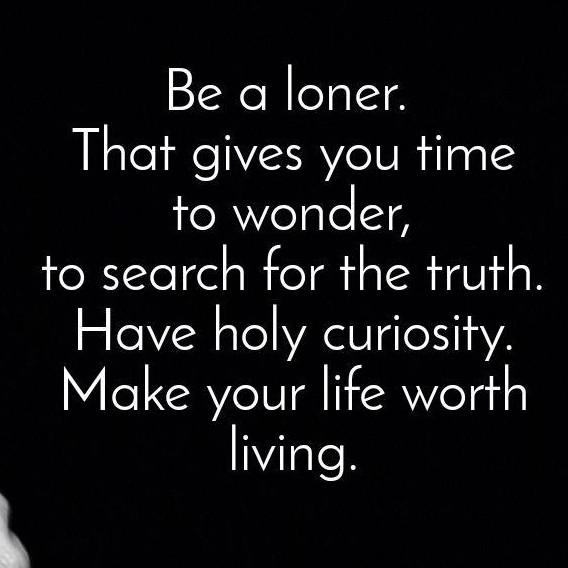 Be a loner.
That gives you time
to wonder,
to search for the truth.
Have holy curiosity.
Make your life worth
living.